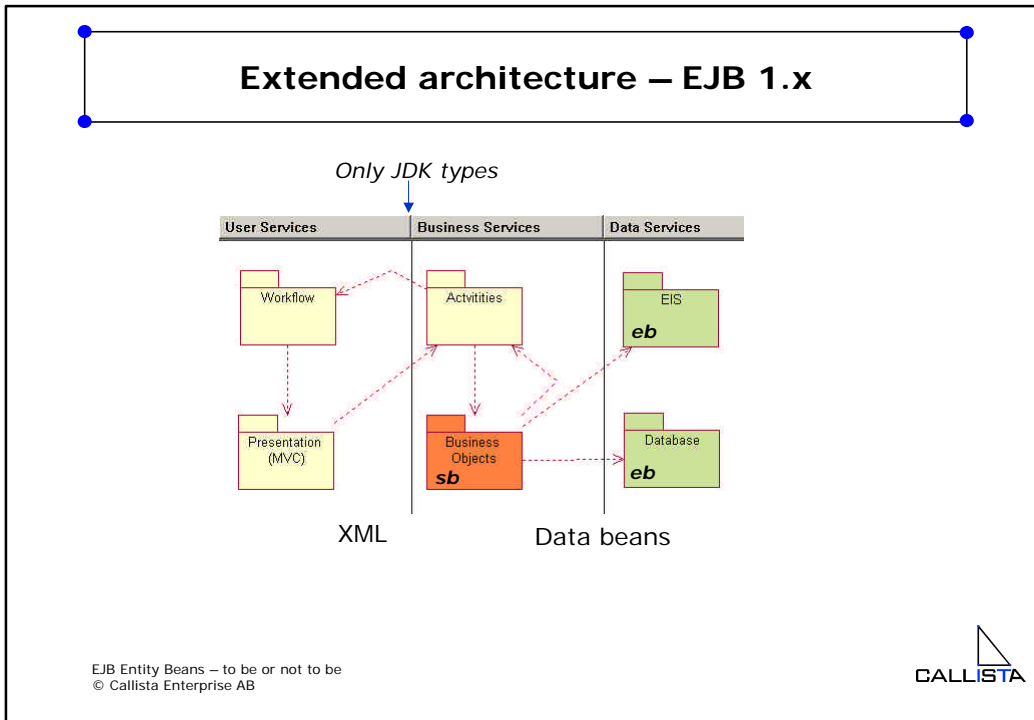 Extended architecture – EJB 1.x
Only JDK types
User Services
Business Services
Data Services
Workflow
Actvitities
EIS
eb
Presentation
(MVC)
Business
Objects
sb
Database
eb
XML
Data beans
EJB Entity Beans – to be or not to be
© Callista Enterprise AB
CALLISTA